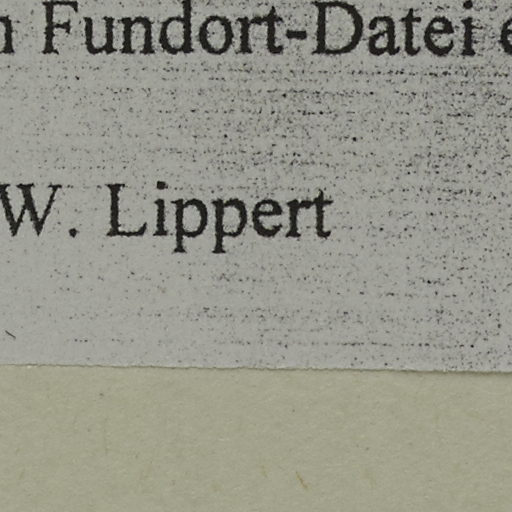 n Fundort-Datei e
W. Lippert